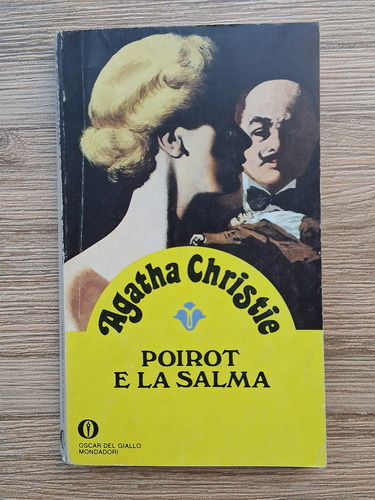 Agatha Christie
POIROT
E LA SALMA
OSCAR DEL GIALLO
MONDADORI